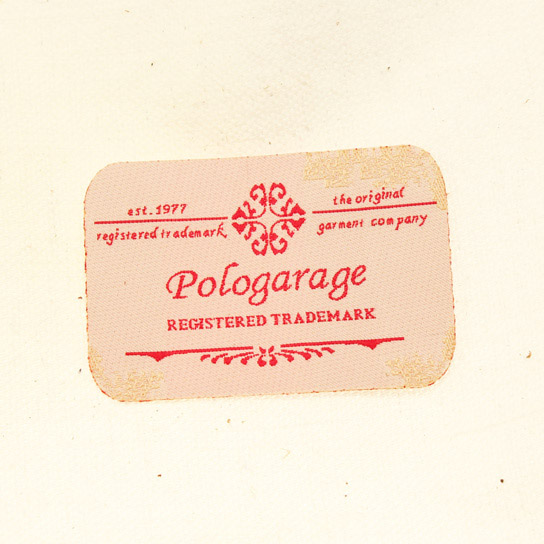 est. 1977
registered trademark
the original
garment company
Pologarage
REGISTERED TRADEMARK